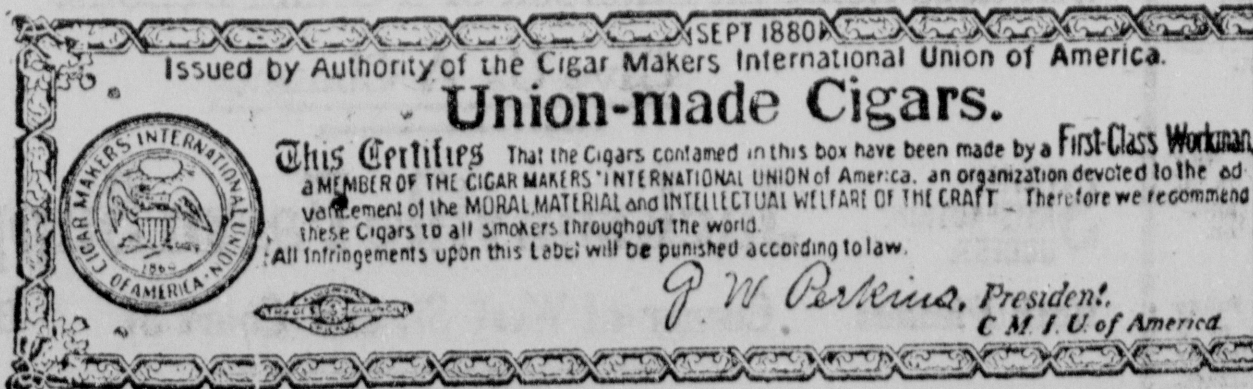 SEPT 1880
Issued by Authority of the Cigar Makers International Union of America.
Union-made Cigars.
This Certifies That the Cigars contained in this box have been made by a First-Class Workman,
a MEMBER OF THE CIGAR MAKERS' INTERNATIONAL UNION of America, an organization devoted to the ad-
vancement of the MORAL, MATERIAL and INTELLECTUAL WELFARE OF THE CRAFT. Therefore we recommend
these Cigars to all smokers throughout the world.
All Infringements upon this Label will be punished according to law.
G W Perkins, President,
C M I U of America
CIGAR MAKERS INTERNATIONAL UNION OF AMERICA